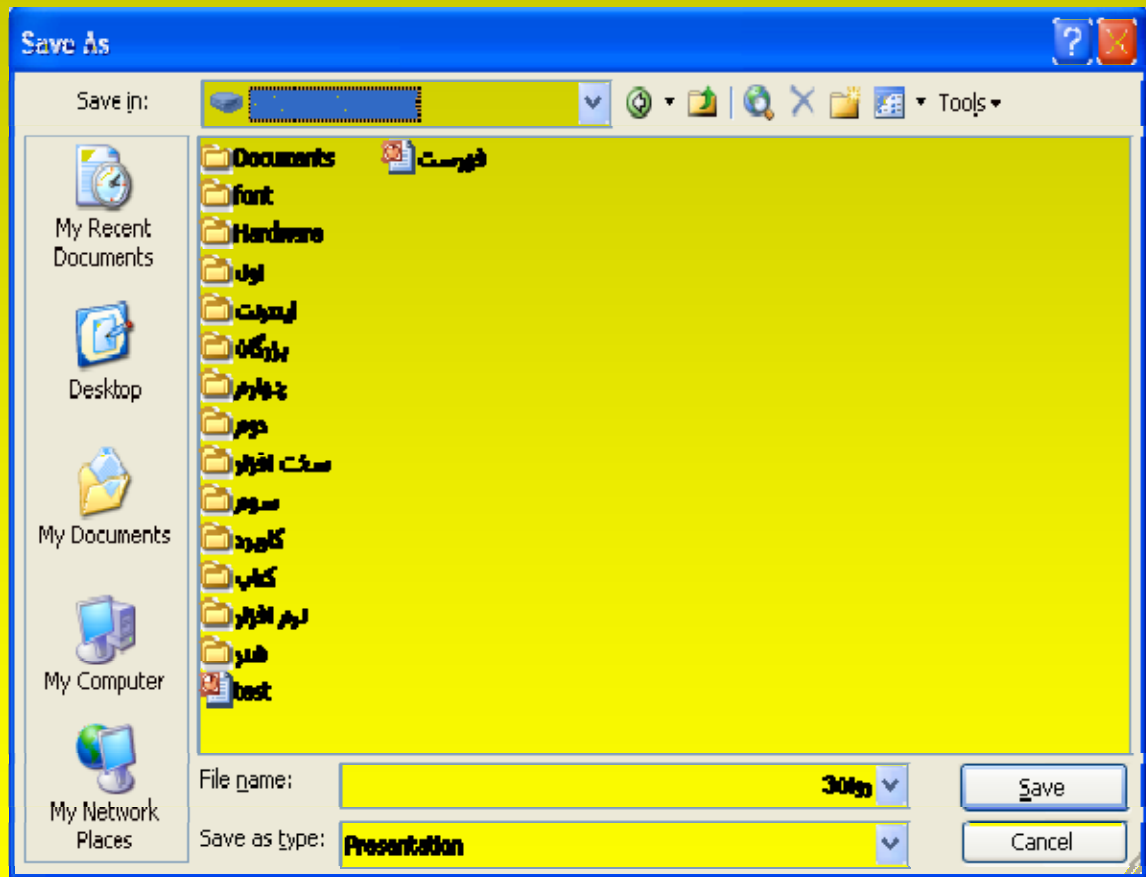 Save As
Save in:
Tools
My Recent
Documents
Desktop
My Documents
My Computer
My Network
Places
Documents
font
Hardware
اول
اینترنت
بازرگان
چهارم
دوم
سخت افزار
سوم
کاربرد
کتاب
نرم افزار
هنر
test
فهرست
File name:
Save as type:
Presentation
Save
Cancel